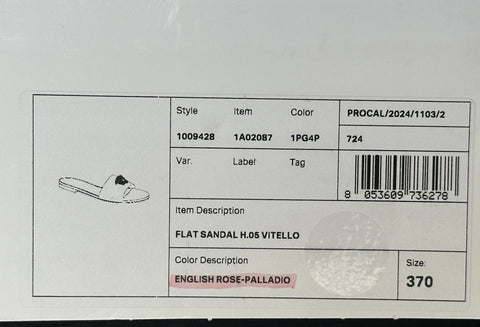 Style Item Color PROCAL/2024/1103/2
1009428 1A02087 1PG4P 724
Var. Label Tag
8 053609 736278
Item Description
FLAT SANDAL H.05 VITELLO
Color Description Size:
ENGLISH ROSE-PALLADIO 370